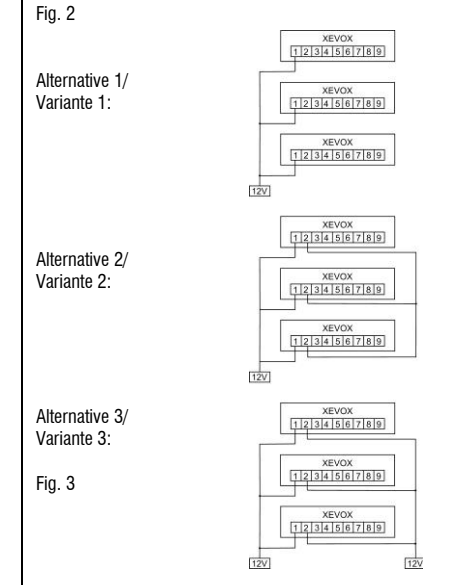 Fig. 2
XEVOX
1 2 3 4 5 6 7 8 9
Alternative 1/
Variante 1:
XEVOX
1 2 3 4 5 6 7 8 9
XEVOX
1 2 3 4 5 6 7 8 9
12V
XEVOX
1 2 3 4 5 6 7 8 9
Alternative 2/
Variante 2:
XEVOX
1 2 3 4 5 6 7 8 9
XEVOX
1 2 3 4 5 6 7 8 9
12V
Alternative 3/
Variante 3:
XEVOX
1 2 3 4 5 6 7 8 9
Fig. 3
XEVOX
1 2 3 4 5 6 7 8 9
XEVOX
1 2 3 4 5 6 7 8 9
12V 12V